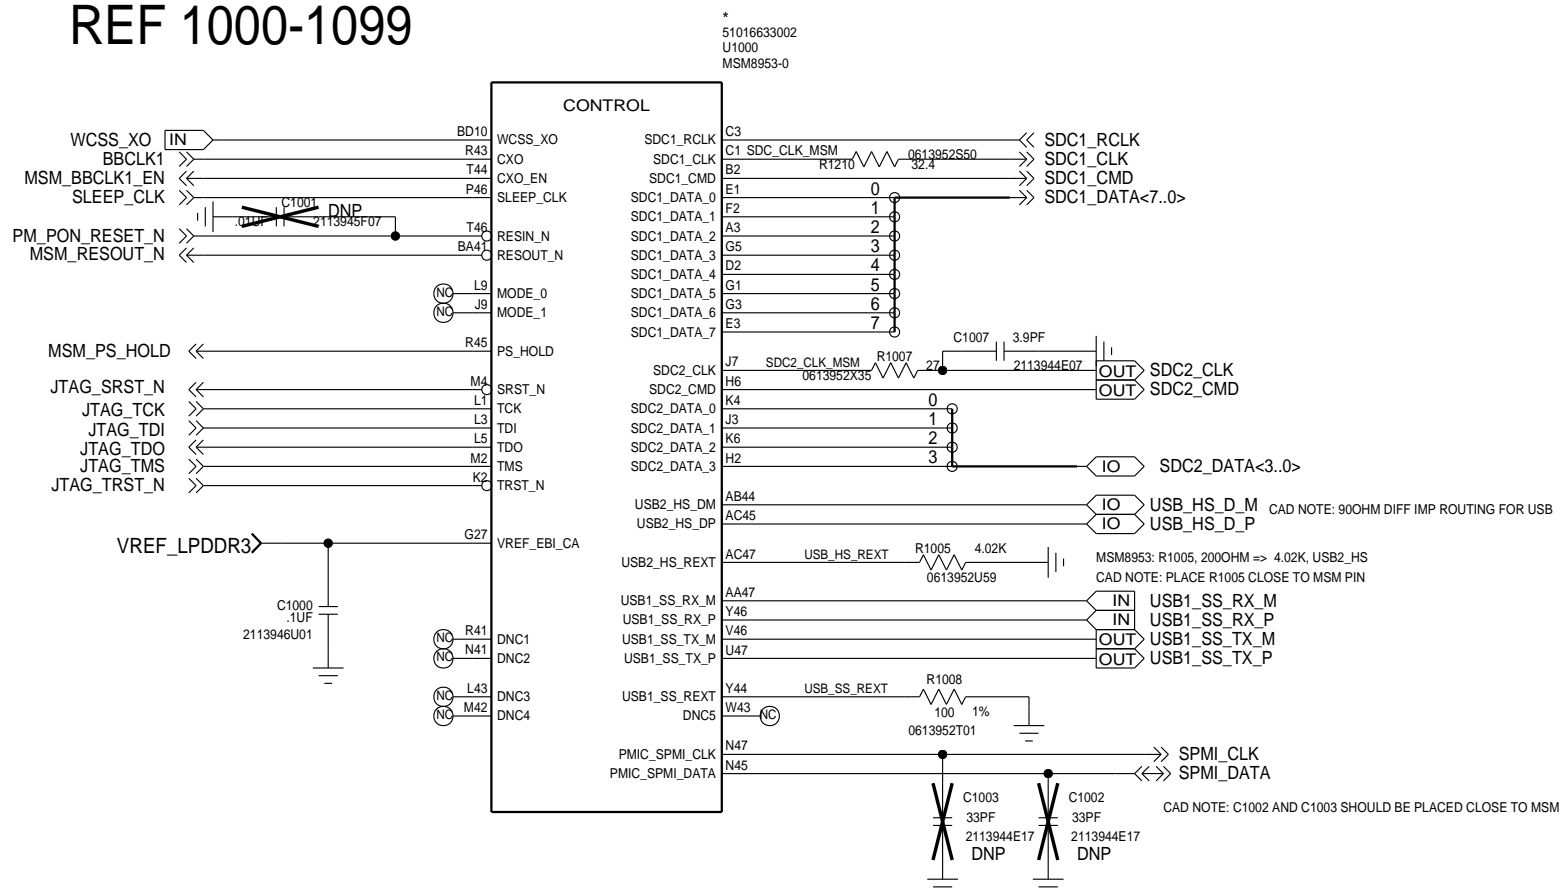 REF 1000-1099
*
51016633002
U1000
MSM8953-0
CONTROL
WCSS_XO IN BD10 WCSS_XO
BBCLK1 R43 CXO
MSM_BBCLK1_EN T44 CXO_EN
SLEEP_CLK P46 SLEEP_CLK
C1001 DNP
.01UF 2113945F07
PM_PON_RESET_N T46 RESIN_N
MSM_RESOUT_N BA41 RESOUT_N
NC L9 MODE_0
NC J9 MODE_1
MSM_PS_HOLD R45 PS_HOLD
JTAG_SRST_N M4 SRST_N
JTAG_TCK L1 TCK
JTAG_TDI L3 TDI
JTAG_TDO L5 TDO
JTAG_TMS M2 TMS
JTAG_TRST_N K2 TRST_N
VREF_LPDDR3 G27 VREF_EBI_CA
C1000
.1UF
2113946U01
NC R41 DNC1
NC N41 DNC2
NC L43 DNC3
NC M42 DNC4
SDC1_RCLK C3 SDC1_RCLK
SDC1_CLK C1 SDC_CLK_MSM R1210 0613952S50 32.4 SDC1_CLK
SDC1_CMD B2 SDC1_CMD
SDC1_DATA_0 E1 0 SDC1_DATA<7..0>
SDC1_DATA_1 F2 1
SDC1_DATA_2 A3 2
SDC1_DATA_3 G5 3
SDC1_DATA_4 D2 4
SDC1_DATA_5 G1 5
SDC1_DATA_6 G3 6
SDC1_DATA_7 E3 7
C1007 3.9PF
2113944E07
SDC2_CLK J7 SDC2_CLK_MSM R1007 27 0613952X35 OUT SDC2_CLK
SDC2_CMD H6 OUT SDC2_CMD
SDC2_DATA_0 K4 0
SDC2_DATA_1 J3 1
SDC2_DATA_2 K6 2
SDC2_DATA_3 H2 3 IO SDC2_DATA<3..0>
USB2_HS_DM AB44 IO USB_HS_D_M CAD NOTE: 90OHM DIFF IMP ROUTING FOR USB
USB2_HS_DP AC45 IO USB_HS_D_P
USB2_HS_REXT AC47 USB_HS_REXT R1005 4.02K MSM8953: R1005, 200OHM => 4.02K, USB2_HS
0613952U59 CAD NOTE: PLACE R1005 CLOSE TO MSM PIN
USB1_SS_RX_M AA47 IN USB1_SS_RX_M
USB1_SS_RX_P Y46 IN USB1_SS_RX_P
USB1_SS_TX_M V46 OUT USB1_SS_TX_M
USB1_SS_TX_P U47 OUT USB1_SS_TX_P
USB1_SS_REXT Y44 USB_SS_REXT R1008
DNC5 W43 NC 100 1%
0613952T01
PMIC_SPMI_CLK N47 SPMI_CLK
PMIC_SPMI_DATA N45 SPMI_DATA
C1003 C1002
33PF 33PF
2113944E17 2113944E17
DNP DNP
CAD NOTE: C1002 AND C1003 SHOULD BE PLACED CLOSE TO MSM